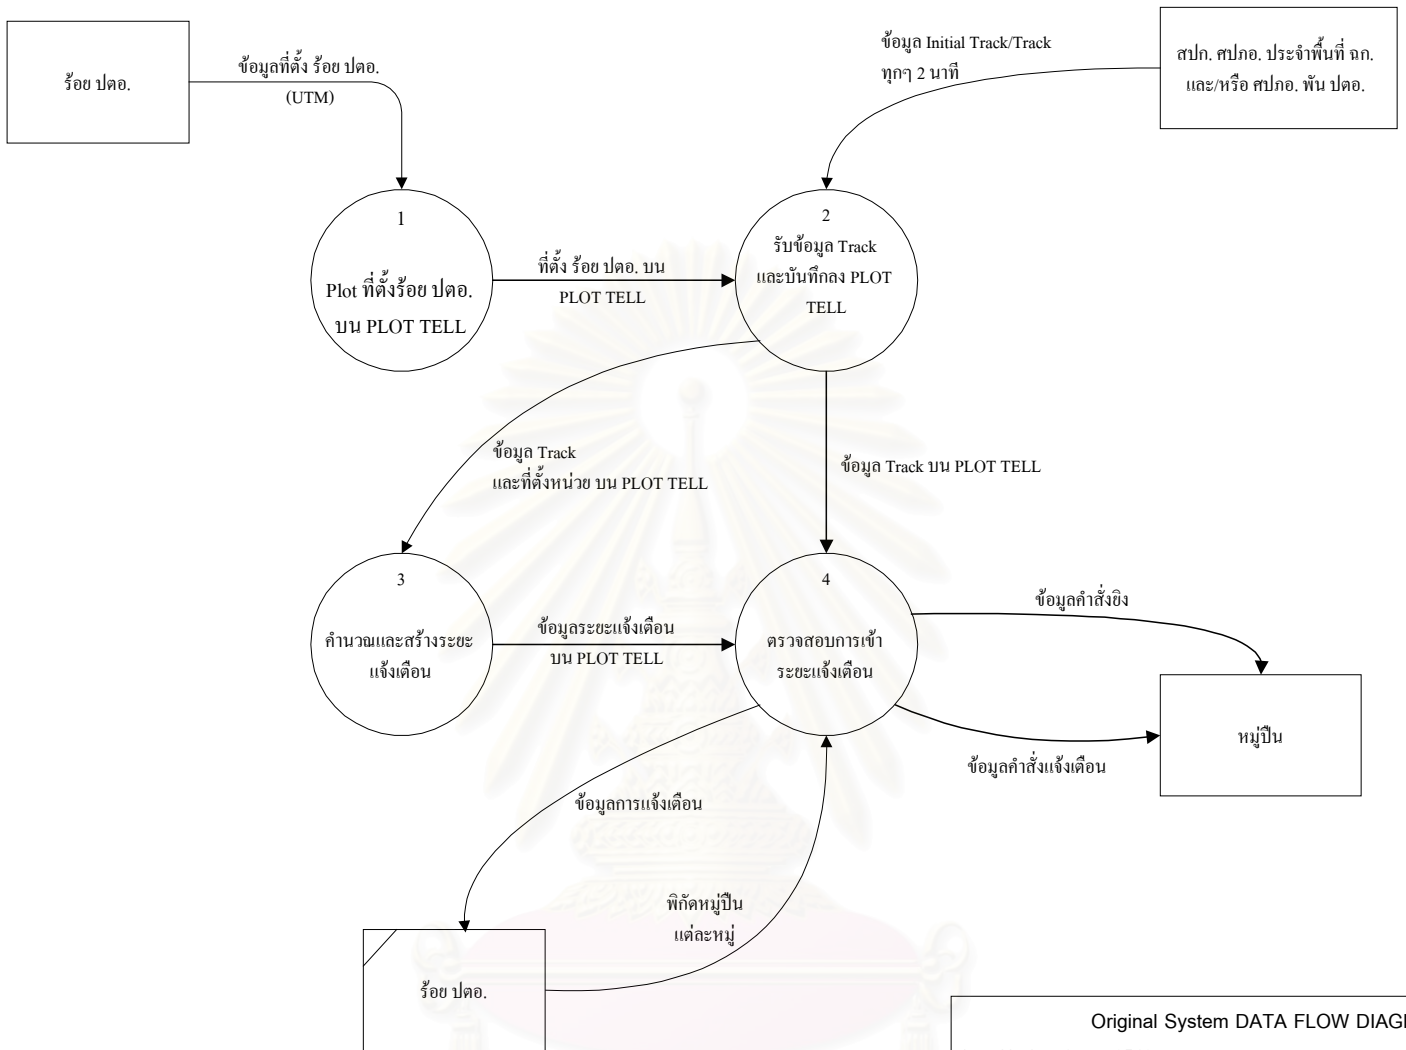 ร้อย ปตอ.
ข้อมูลที่ตั้ง ร้อย ปตอ.
(UTM)
ข้อมูล Initial Track/Track
ทุกๆ 2 นาที
สปก. ศปภอ. ประจำพื้นที่ ฉก.
และ/หรือ ศปภอ. พัน ปตอ.
1
Plot ที่ตั้งร้อย ปตอ.
บน PLOT TELL
ที่ตั้ง ร้อย ปตอ. บน
PLOT TELL
2
รับข้อมูล Track
และบันทึกลง PLOT
TELL
ข้อมูล Track
และที่ตั้งหน่วย บน PLOT TELL
ข้อมูล Track บน PLOT TELL
3
คำนวณและสร้างระยะ
แจ้งเตือน
ข้อมูลระยะแจ้งเตือน
บน PLOT TELL
4
ตรวจสอบการเข้า
ระยะแจ้งเตือน
ข้อมูลคำสั่งยิง
หมู่ปืน
ข้อมูลคำสั่งแจ้งเตือน
ข้อมูลการแจ้งเตือน
พิกัดหมู่ปืน
แต่ละหมู่
ร้อย ปตอ.
Original System DATA FLOW DIAG